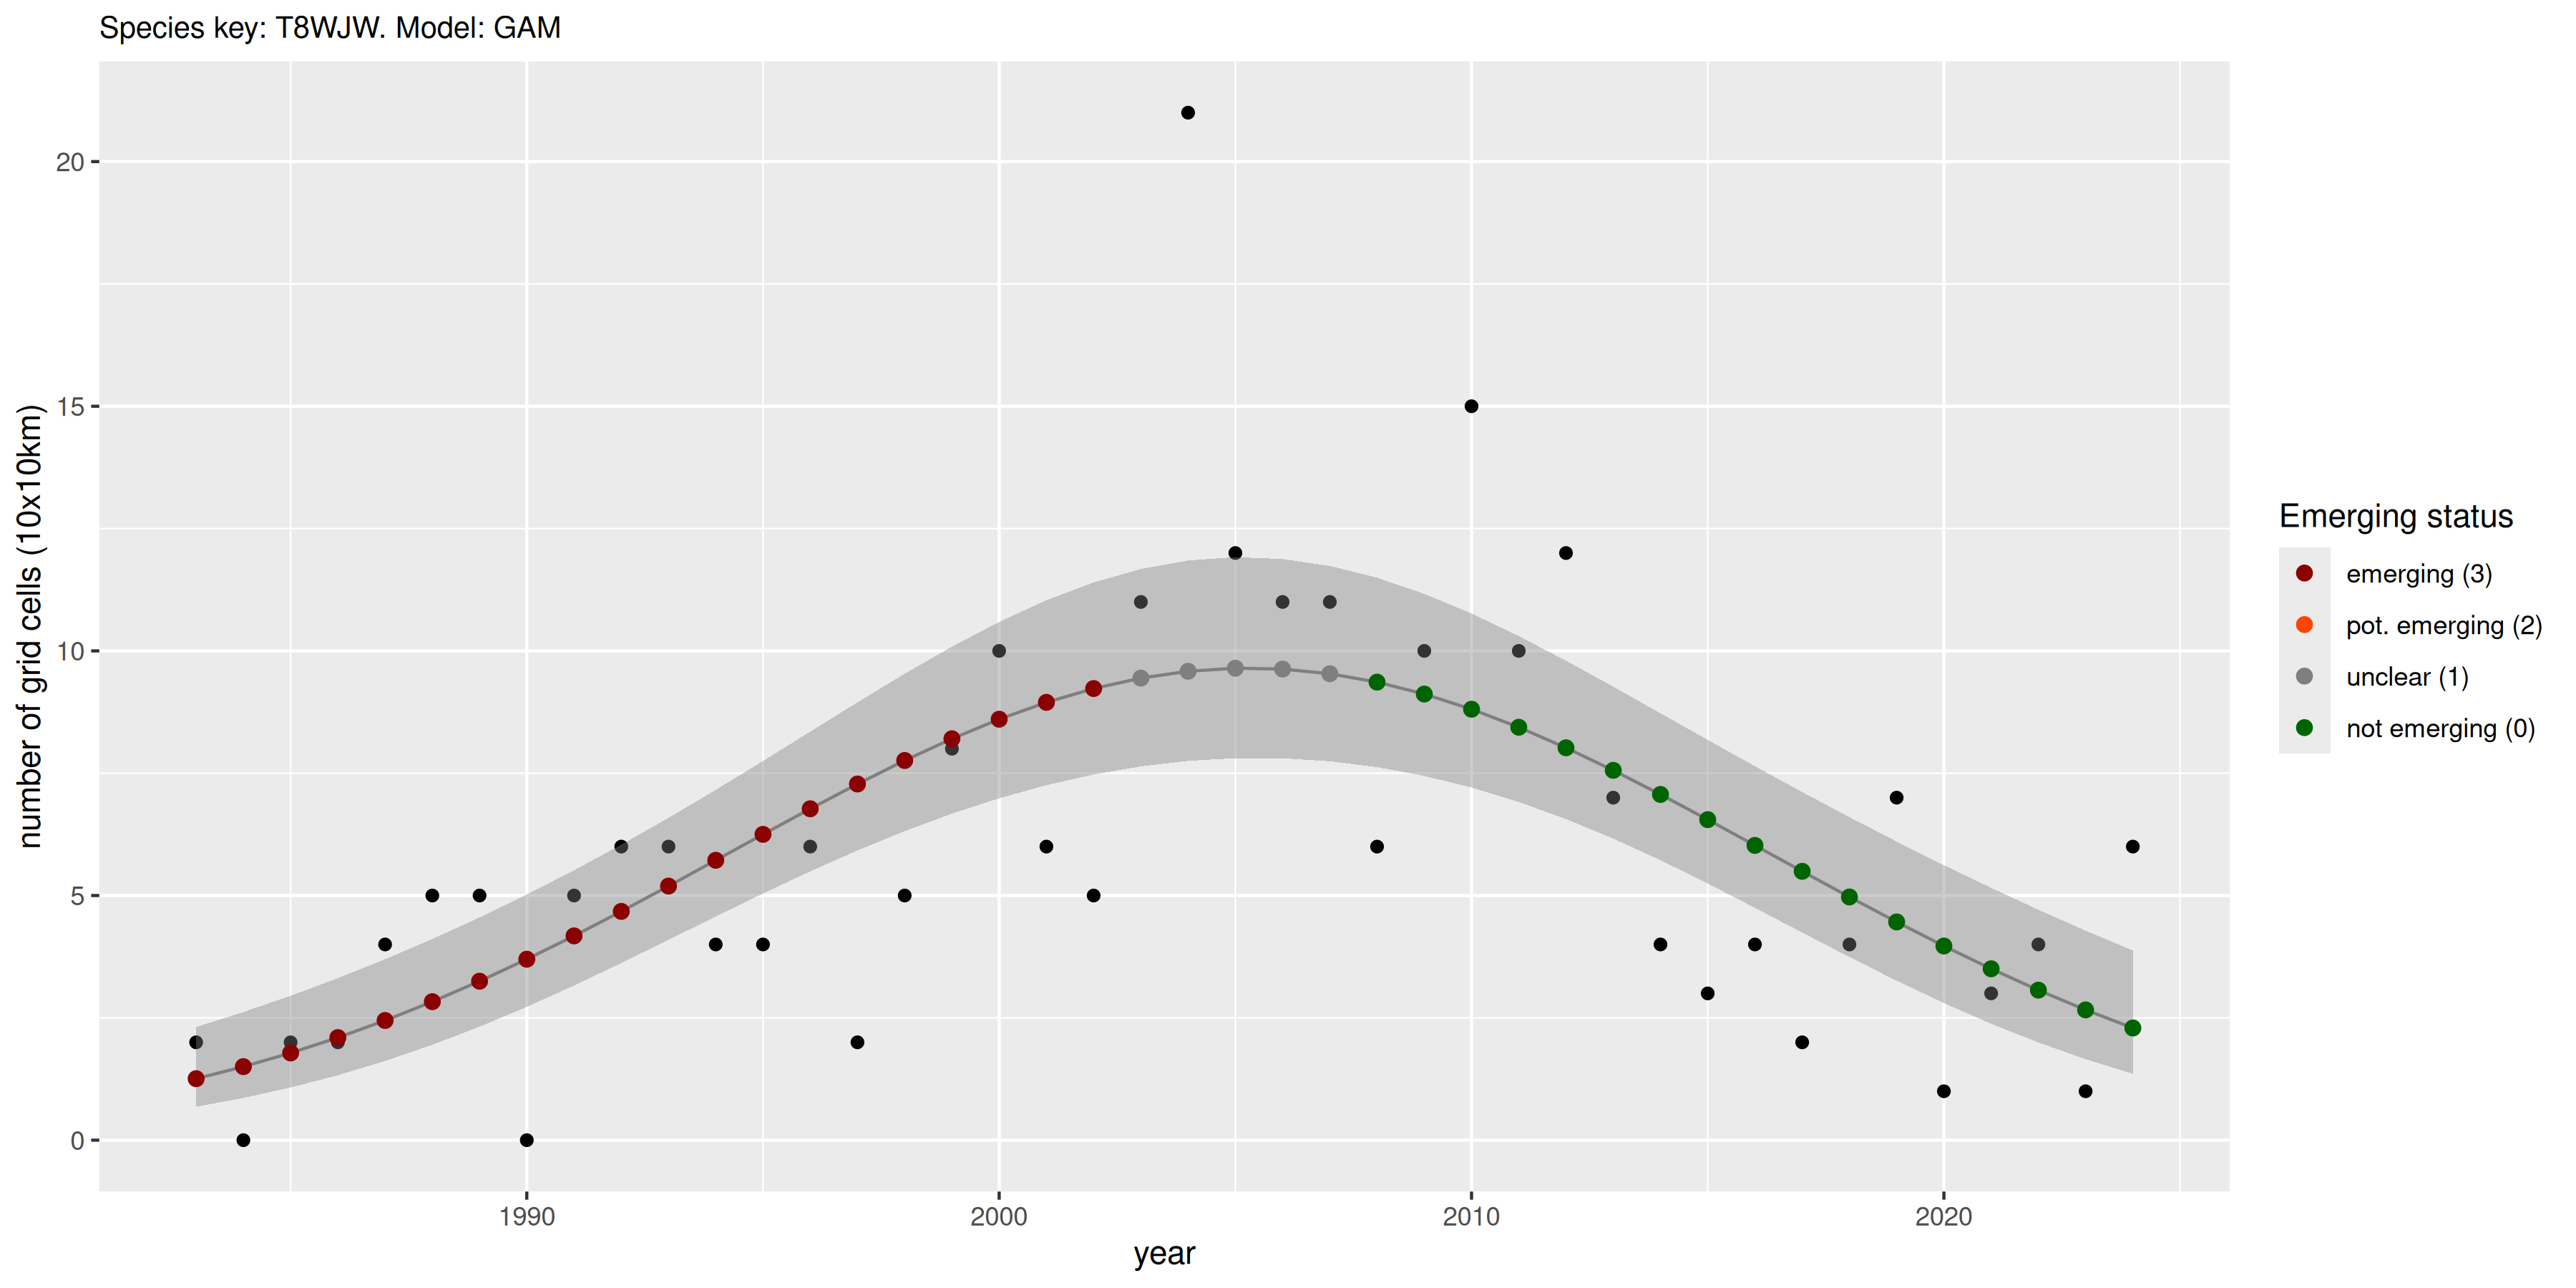 Species key: T8WJW. Model: GAM
number of grid cells (10x10km)
20
15
10
5
0
1990
2000
2010
2020
year
Emerging status
emerging (3)
pot. emerging (2)
unclear (1)
not emerging (0)